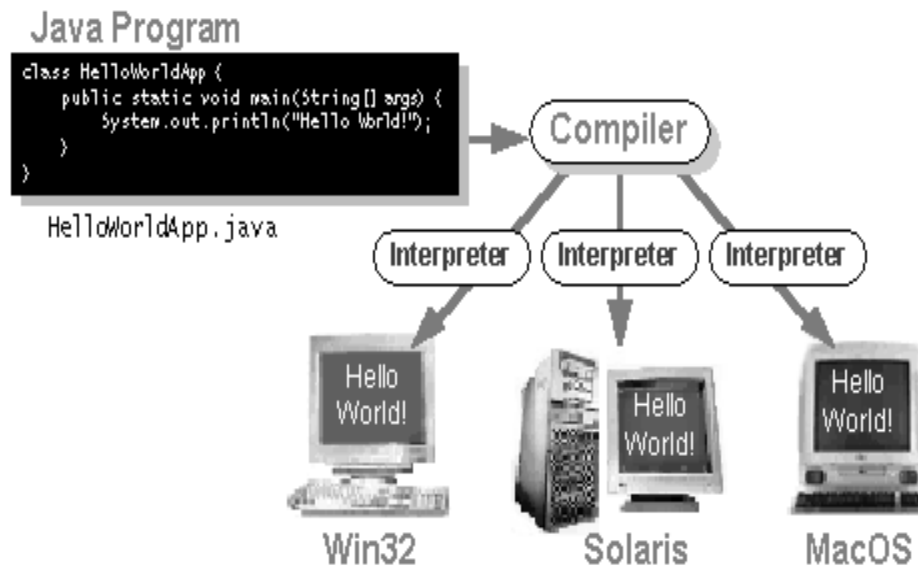 Java Program
class HelloWorldApp {
public static void main(String[] args) {
System.out.println("Hello World!");
}
}
HelloWorldApp.java
Compiler
Interpreter
Interpreter
Interpreter
Hello
World!
Hello
World!
Hello
World!
Win32
Solaris
MacOS